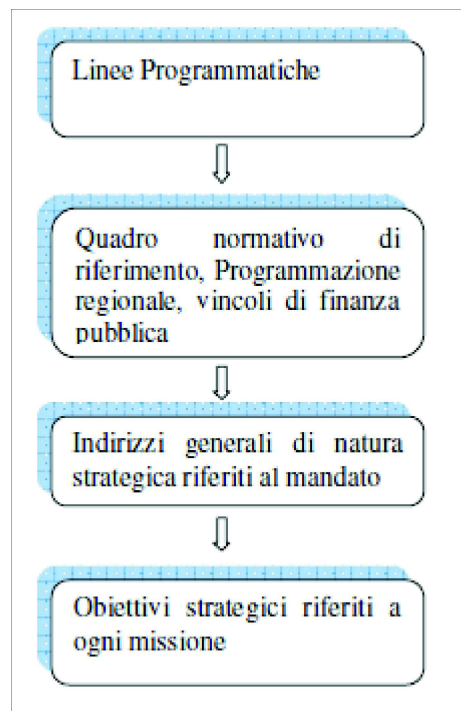 Linee Programmatiche
Quadro normativo di
riferimento, Programmazione
regionale, vincoli di finanza
pubblica
Indirizzi generali di natura
strategica riferiti al mandato
Obiettivi strategici riferiti a
ogni missione